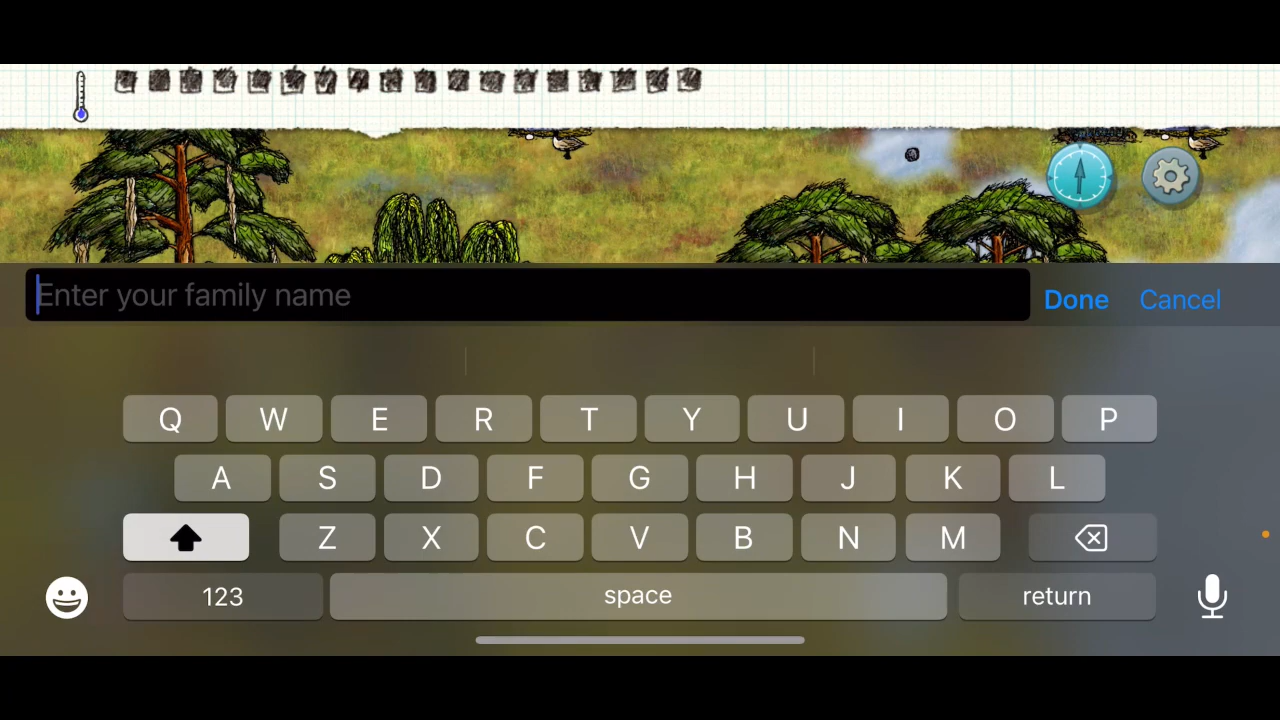 Enter your family name
Done Cancel
Q W E R T Y U I O P
A S D F G H J K L
Z X C V B N M
123 space return